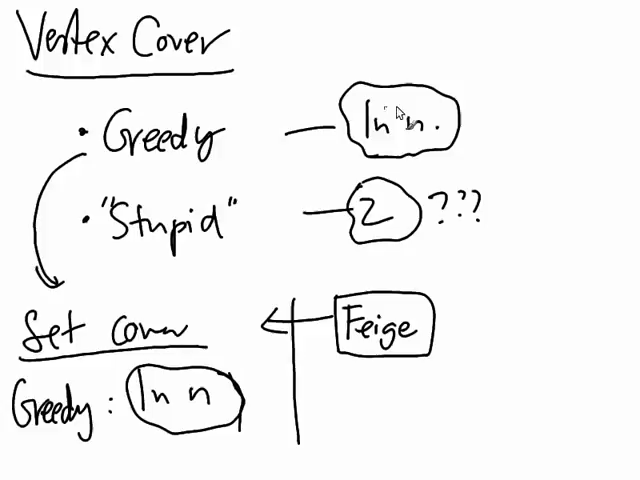 Vertex Cover
• Greedy — ln n.
• "Stupid" — 2 ???
Set cover
Feige
Greedy : ln n